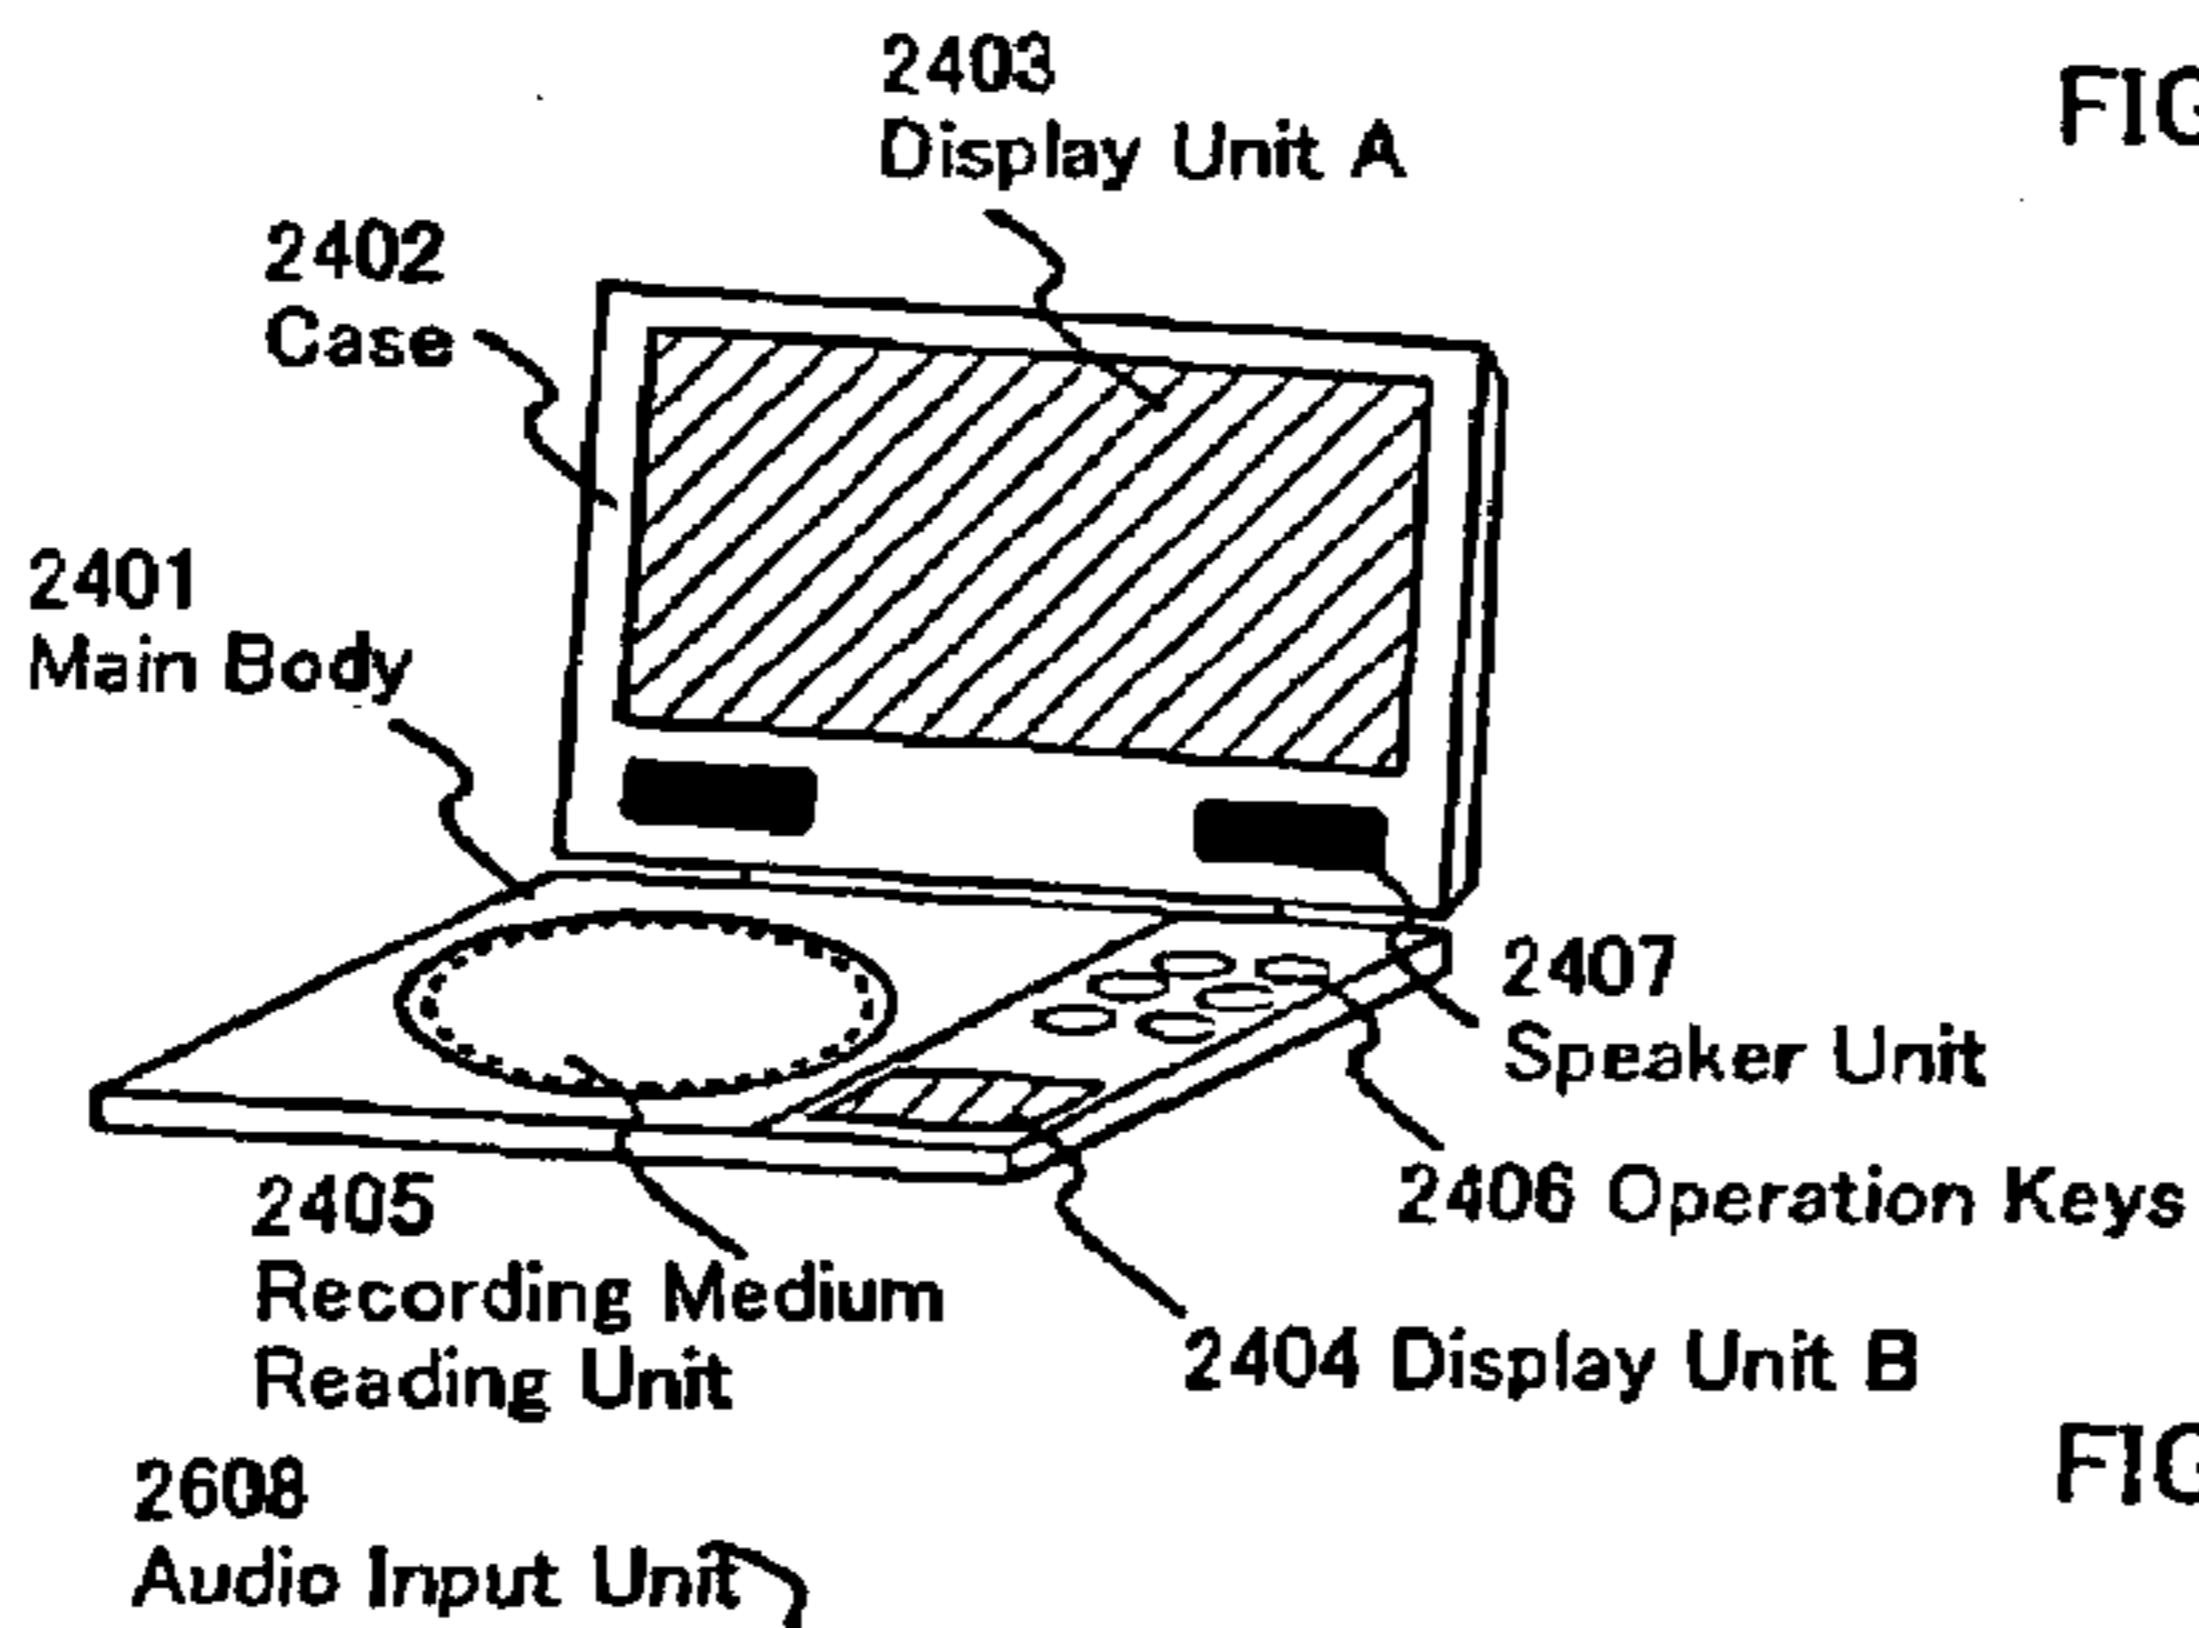 2403
Display Unit A
FIG
2402
Case
2401
Main Body
2407
Speaker Unit
2406 Operation Keys
2405
Recording Medium
Reading Unit
2404 Display Unit B
FIG
2608
Audio Input Unit